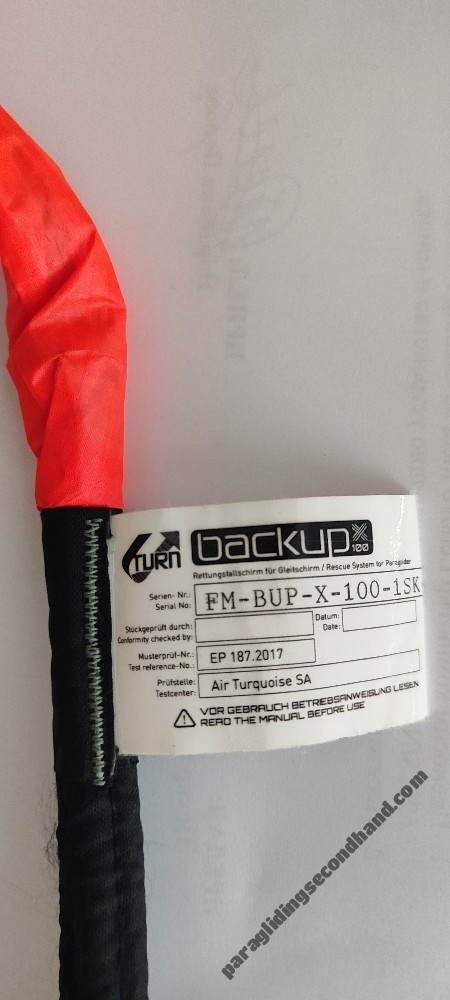 6TURN backup X 100
Rettungsfallschirm für Gleitschirm / Rescue System for Paraglider
Serien- Nr.:
Serial No:
FM-BUP-X-100-1SK
Stückgeprüft durch:
Conformity checked by:
Datum:
Date:
Musterprüf-Nr.:
Test reference-No.:
EP 187.2017
Prüfstelle:
Testcenter:
Air Turquoise SA
VOR GEBRAUCH BETRIEBSANWEISUNG LESEN
READ THE MANUAL BEFORE USE
paraglidingsecondhand.com